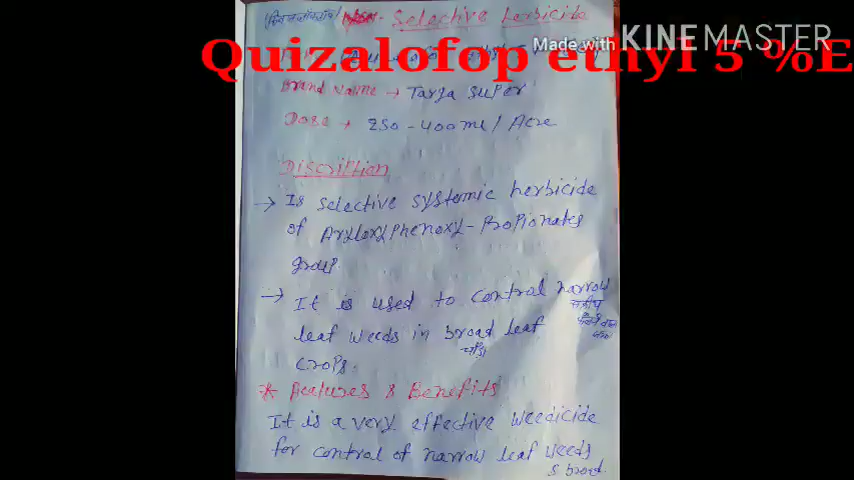 Selective herbicide
Made with KINEMASTER
Quizalofop ethyl 5 %E
Brand Name → Targa super
Dose → 250 - 400 ml / Acre
Discription
→ Is selective systemic herbicide
of Aryloxyphenoxy - Propionates
group.
→ It is used to control narrow
leaf weeds in broad leaf
चौड़ी
crops.
* Features & Benefits
It is a very effective weedicide
for control of narrow leaf weeds
& broad